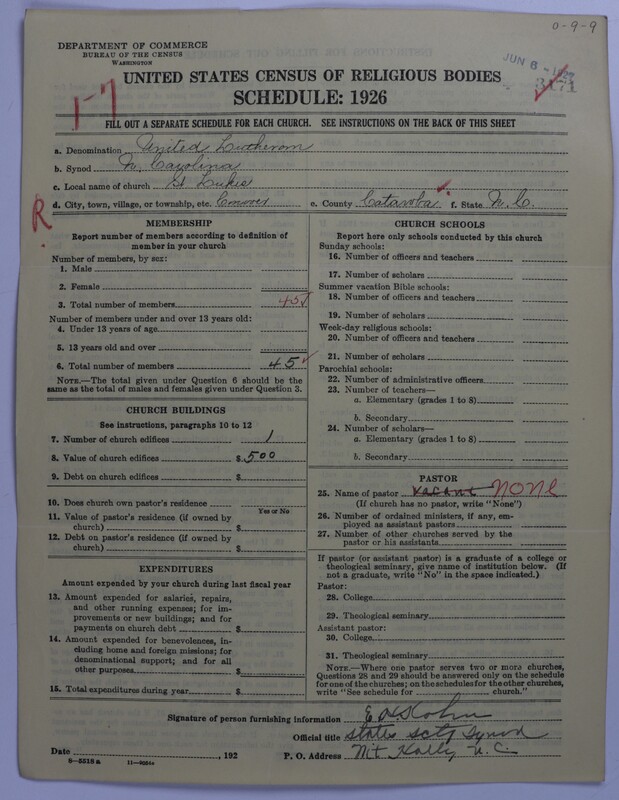 0-9-9
DEPARTMENT OF COMMERCE
BUREAU OF THE CENSUS
WASHINGTON
JUN 8 - 1927
3171
UNITED STATES CENSUS OF RELIGIOUS BODIES
1-7
SCHEDULE: 1926
FILL OUT A SEPARATE SCHEDULE FOR EACH CHURCH. SEE INSTRUCTIONS ON THE BACK OF THIS SHEET
a. Denomination United Lutheran
b. Synod N. Carolina
c. Local name of church St Lukes
d. City, town, village, or township, etc. Conover e. County Catawba f. State N. C.
R
MEMBERSHIP
Report number of members according to definition of
member in your church
Number of members, by sex:
1. Male
2. Female
3. Total number of members 45
Number of members under and over 13 years old:
4. Under 13 years of age
5. 13 years old and over
6. Total number of members 45
NOTE.—The total given under Question 6 should be the
same as the total of males and females given under Question 3.
CHURCH BUILDINGS
See instructions, paragraphs 10 to 12
7. Number of church edifices 1
8. Value of church edifices $ 500
9. Debt on church edifices $
10. Does church own pastor's residence
Yes or No
11. Value of pastor's residence (if owned by
church) $
12. Debt on pastor's residence (if owned by
church) $
EXPENDITURES
Amount expended by your church during last fiscal year
13. Amount expended for salaries, repairs,
and other running expenses; for im-
provements or new buildings; and for
payments on church debt $
14. Amount expended for benevolences, in-
cluding home and foreign missions; for
denominational support; and for all
other purposes $
15. Total expenditures during year $
CHURCH SCHOOLS
Report here only schools conducted by this church
Sunday schools:
16. Number of officers and teachers
17. Number of scholars
Summer vacation Bible schools:
18. Number of officers and teachers
19. Number of scholars
Week-day religious schools:
20. Number of officers and teachers
21. Number of scholars
Parochial schools:
22. Number of administrative officers
23. Number of teachers—
a. Elementary (grades 1 to 8)
b. Secondary
24. Number of scholars—
a. Elementary (grades 1 to 8)
b. Secondary
PASTOR
25. Name of pastor vacant none
(If church has no pastor, write "None")
26. Number of ordained ministers, if any, em-
ployed as assistant pastors
27. Number of other churches served by the
pastor or his assistants
If pastor (or assistant pastor) is a graduate of a college or
theological seminary, give name of institution below. (If
not a graduate, write "No" in the space indicated.)
Pastor:
28. College
29. Theological seminary
Assistant pastor:
30. College
31. Theological seminary
NOTE.—Where one pastor serves two or more churches,
Questions 28 and 29 should be answered only on the schedule
for one of the churches; on the schedules for the other churches,
write "See schedule for church."
Signature of person furnishing information E H Kohn
Official title States Secty Synod
Date , 192 P. O. Address Mt Holly N. C.
8-5518a 11-9054